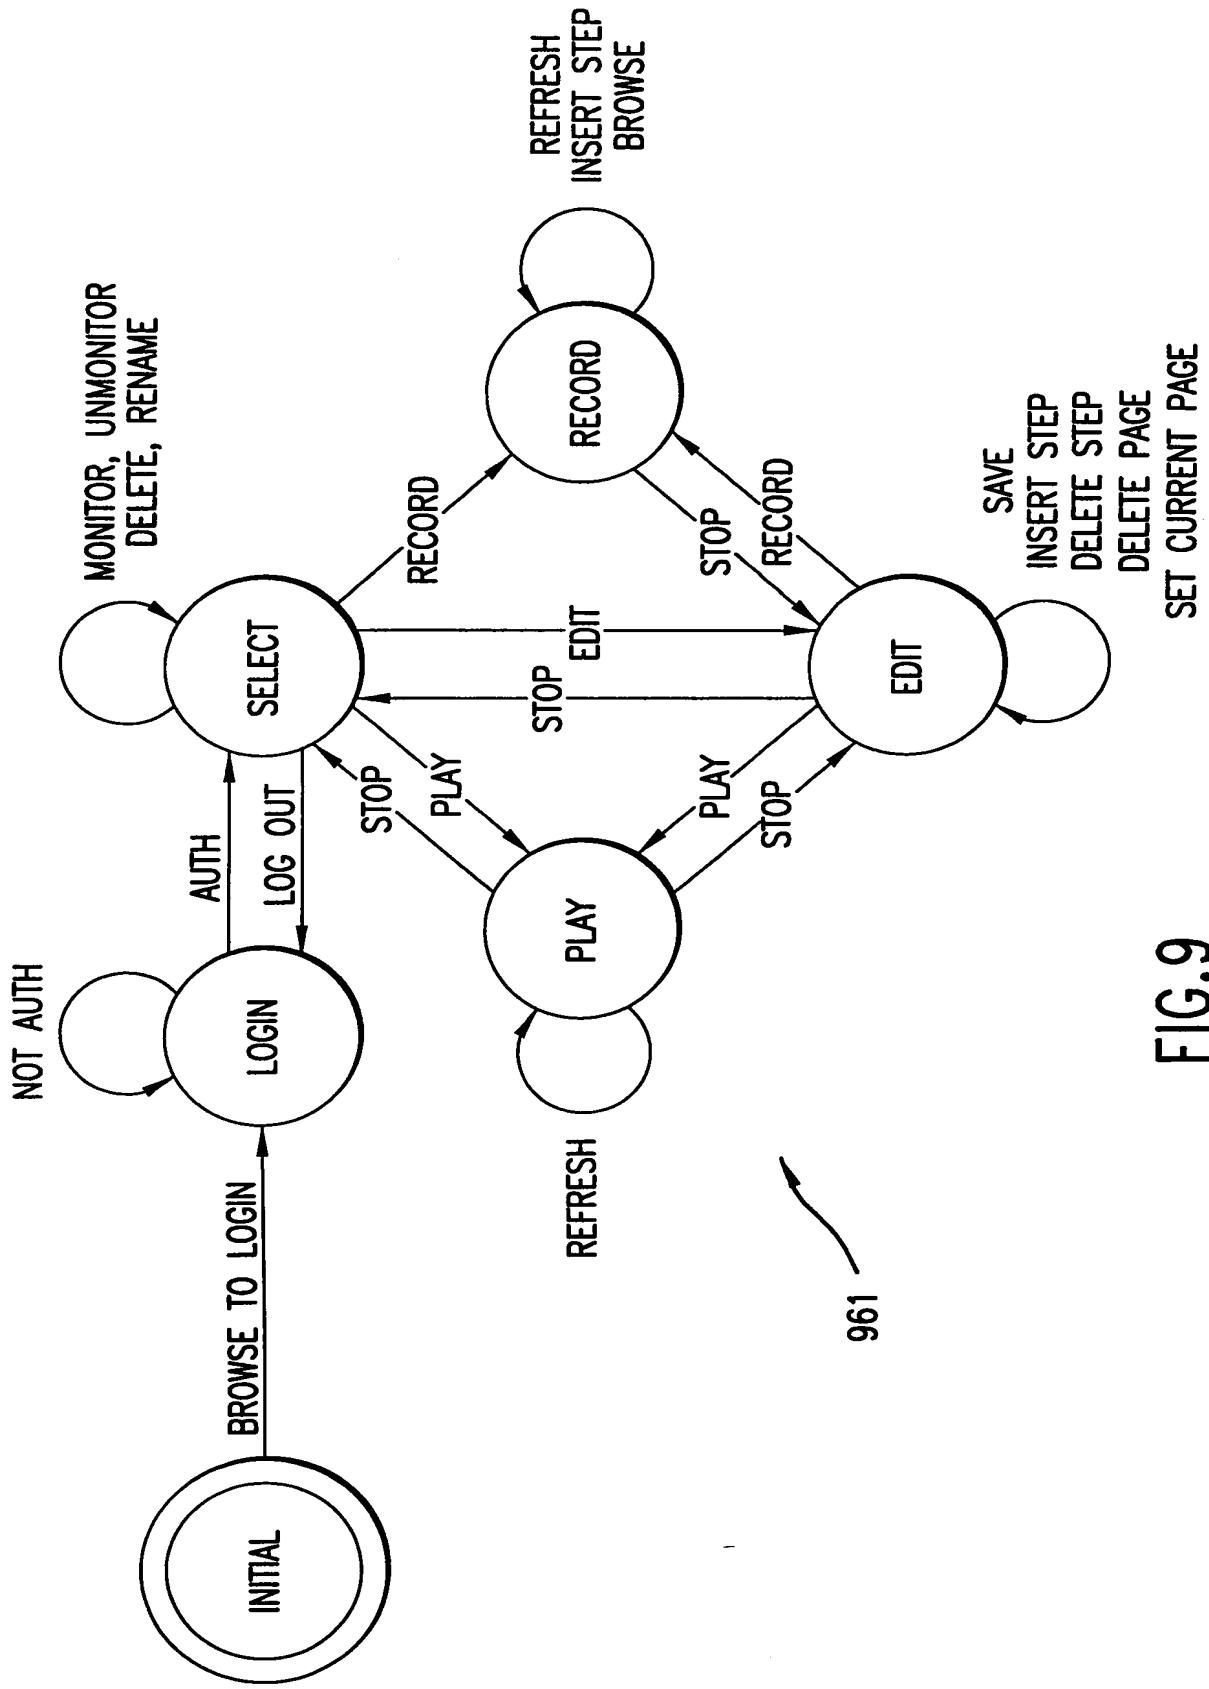 NOT AUTH
MONITOR, UNMONITOR
DELETE, RENAME
INITIAL
BROWSE TO LOGIN
LOGIN
AUTH
LOG OUT
SELECT
STOP
PLAY
RECORD
EDIT
STOP
REFRESH
PLAY
RECORD
REFRESH
INSERT STEP
BROWSE
PLAY
STOP
STOP
RECORD
EDIT
SAVE
INSERT STEP
DELETE STEP
DELETE PAGE
SET CURRENT PAGE
961
FIG.9